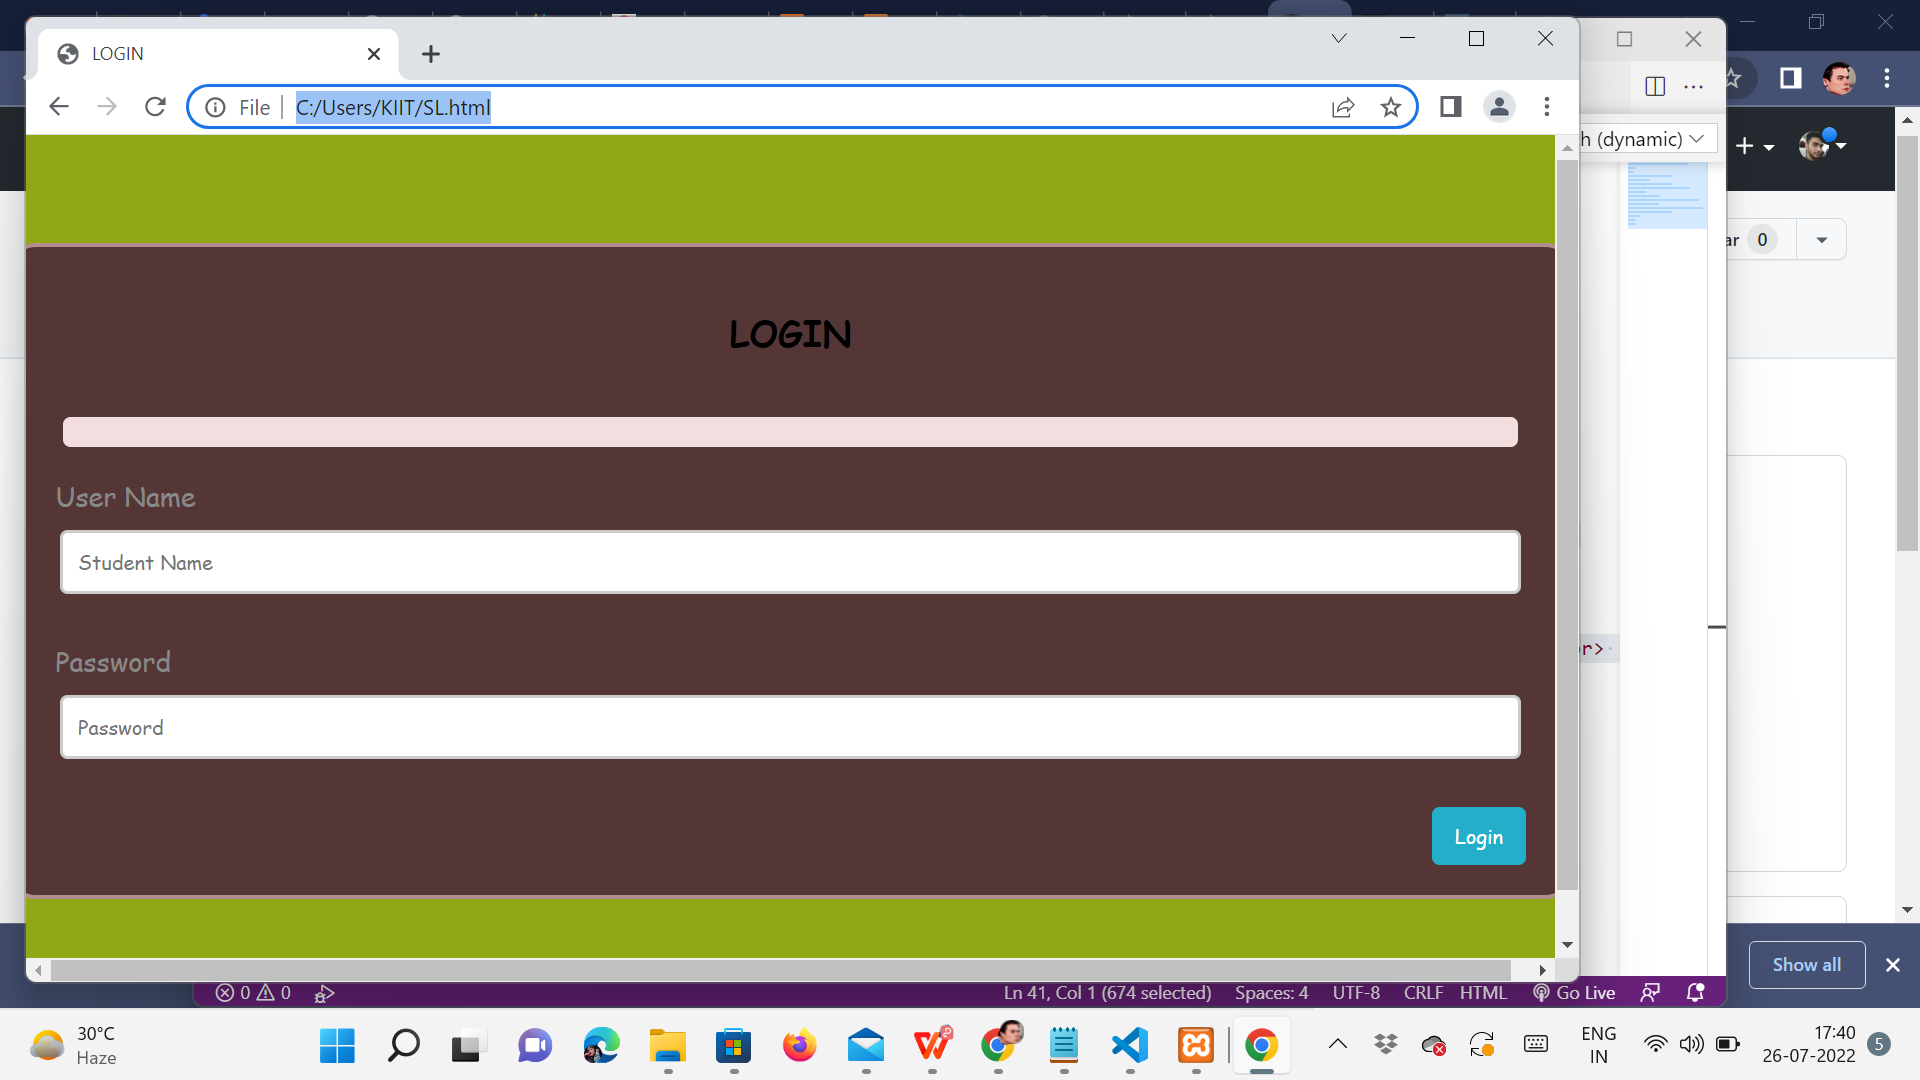 LOGIN
File
C:/Users/KIIT/SL.html
h (dynamic)
ar 0
LOGIN
User Name
Student Name
r>
Password
Password
Login
Show all
0 0
Ln 41, Col 1 (674 selected) Spaces: 4 UTF-8 CRLF HTML Go Live
30°C
Haze
ENG
IN
17:40
26-07-2022
5